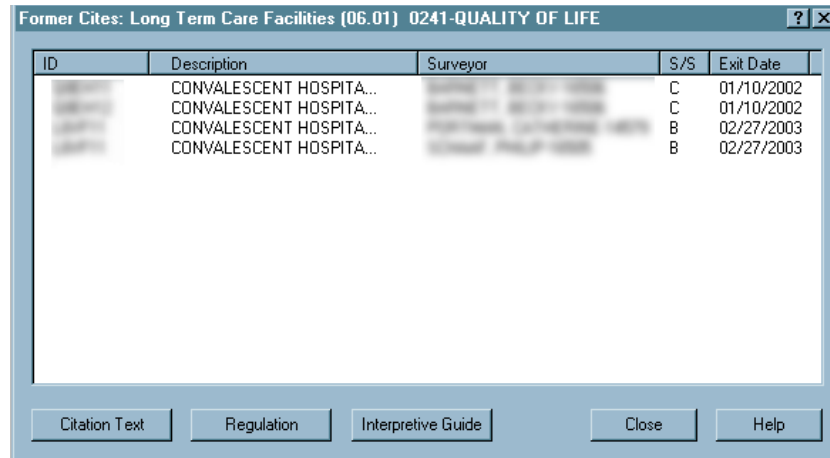 Former Cites: Long Term Care Facilities (06.01) 0241-QUALITY OF LIFE
ID Description Surveyor S/S Exit Date
CONVALESCENT HOSPITA... C 01/10/2002
CONVALESCENT HOSPITA... C 01/10/2002
CONVALESCENT HOSPITA... B 02/27/2003
CONVALESCENT HOSPITA... B 02/27/2003
Citation Text Regulation Interpretive Guide Close Help